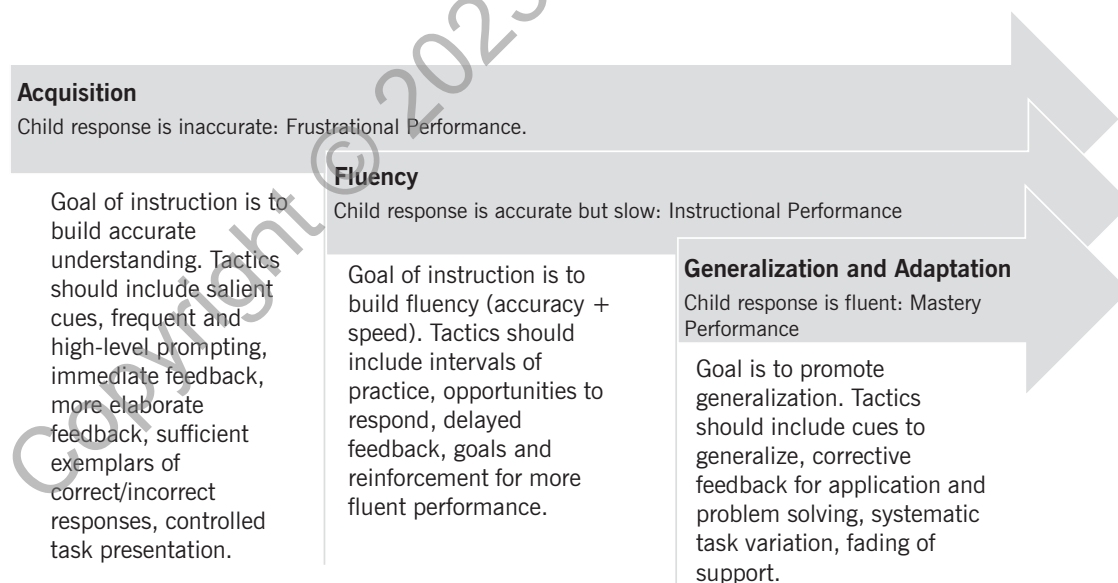 Acquisition
Child response is inaccurate: Frustrational Performance.
Goal of instruction is to
build accurate
understanding. Tactics
should include salient
cues, frequent and
high-level prompting,
immediate feedback,
more elaborate
feedback, sufficient
exemplars of
correct/incorrect
responses, controlled
task presentation.
Fluency
Child response is accurate but slow: Instructional Performance
Goal of instruction is to
build fluency (accuracy +
speed). Tactics should
include intervals of
practice, opportunities to
respond, delayed
feedback, goals and
reinforcement for more
fluent performance.
Generalization and Adaptation
Child response is fluent: Mastery
Performance
Goal is to promote
generalization. Tactics
should include cues to
generalize, corrective
feedback for application and
problem solving, systematic
task variation, fading of
support.
Copyright © 2023